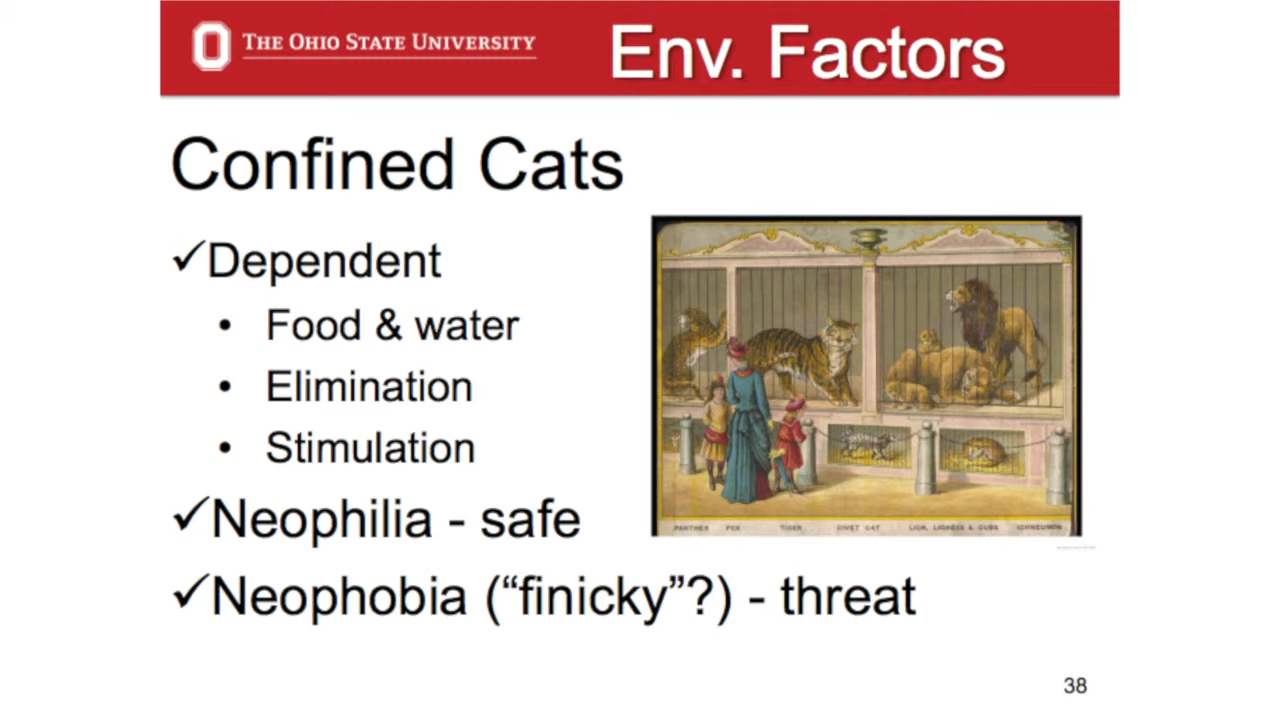 THE OHIO STATE UNIVERSITY
Env. Factors
Confined Cats
✓Dependent
• Food & water
• Elimination
• Stimulation
✓Neophilia - safe
✓Neophobia (“finicky”?) - threat
PANTHER FOX TIGER CIVET CAT LION, LIONESS & CUBS ICHNEUMON
38